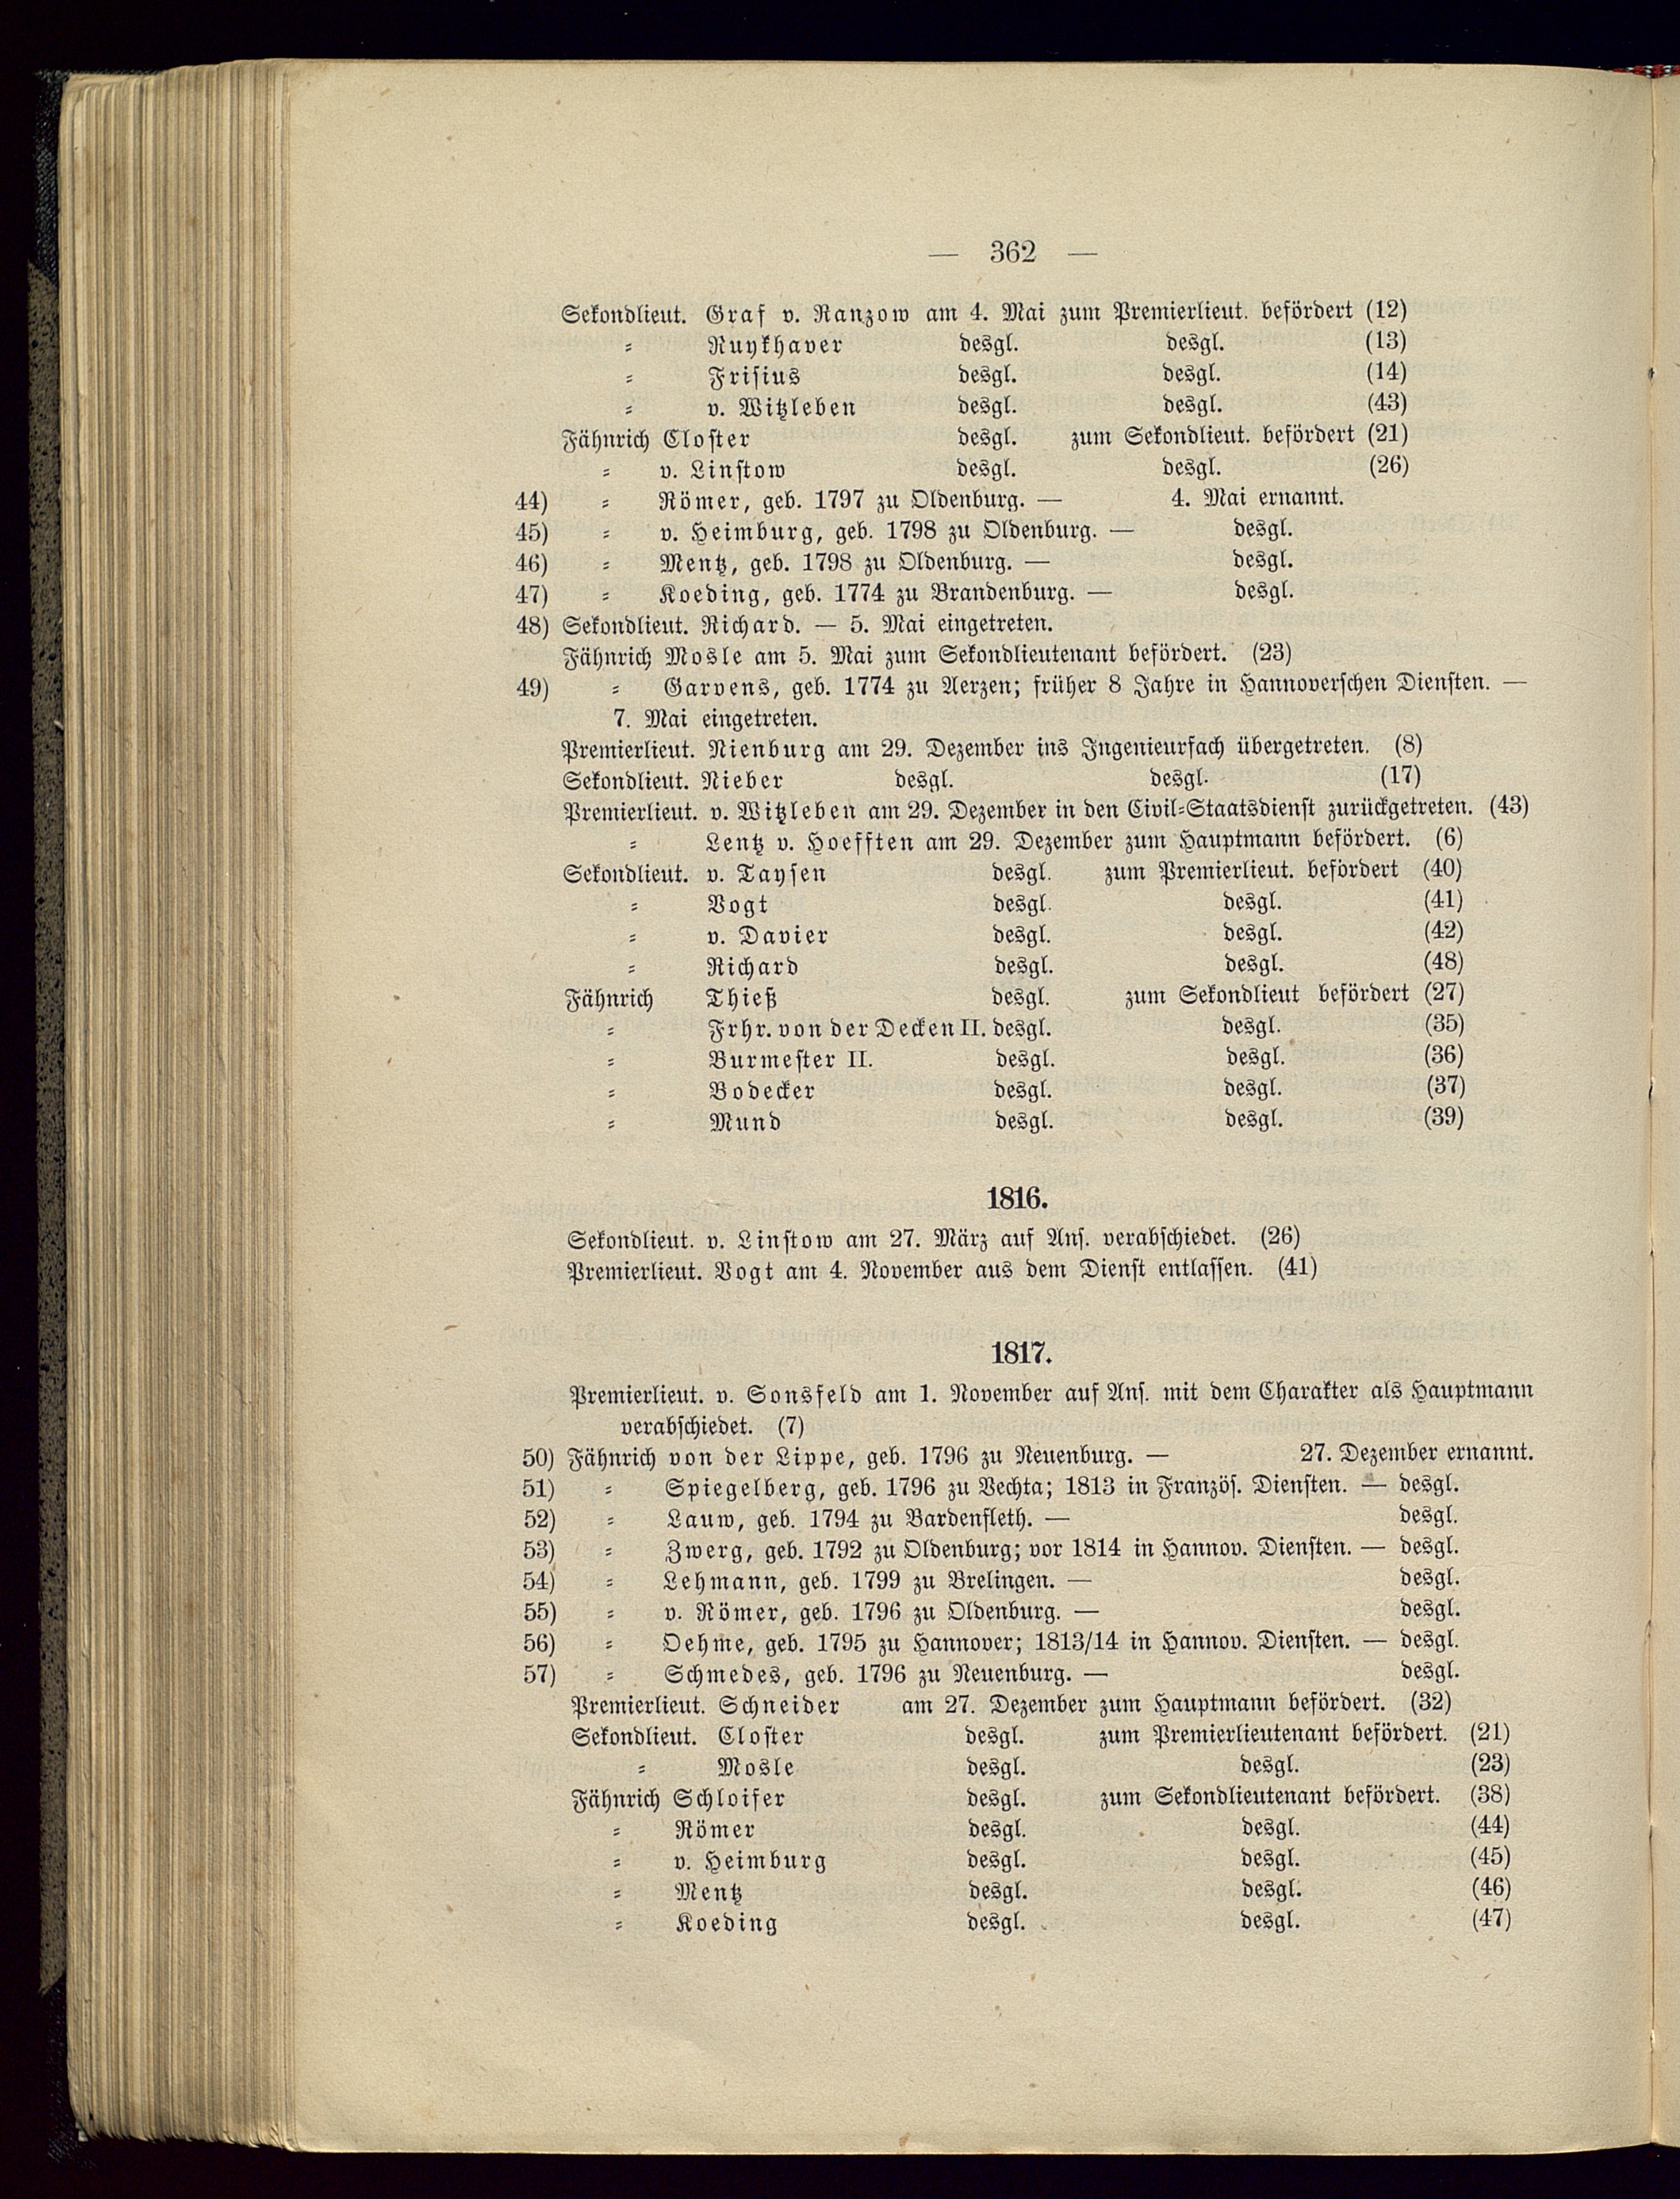 — 362 —
Sekondlieut. Graf v. Ranzow am 4. Mai zum Premierlieut. befördert (12)
= Ruykhaver desgl. desgl. (13)
= Frisius desgl. desgl. (14)
= v. Witzleben desgl. desgl. (43)
Fähnrich Closter desgl. zum Sekondlieut. befördert (21)
= v. Linstow desgl. desgl. (26)
44) = Römer, geb. 1797 zu Oldenburg. — 4. Mai ernannt.
45) = v. Heimburg, geb. 1798 zu Oldenburg. — desgl.
46) = Mentz, geb. 1798 zu Oldenburg. — desgl.
47) = Koeding, geb. 1774 zu Brandenburg. — desgl.
48) Sekondlieut. Richard. — 5. Mai eingetreten.
Fähnrich Mosle am 5. Mai zum Sekondlieutenant befördert. (23)
49) = Garvens, geb. 1774 zu Aerzen; früher 8 Jahre in Hannoverschen Diensten. —
7. Mai eingetreten.
Premierlieut. Nienburg am 29. Dezember ins Ingenieurfach übergetreten. (8)
Sekondlieut. Nieber desgl. desgl. (17)
Premierlieut. v. Witzleben am 29. Dezember in den Civil=Staatsdienst zurückgetreten. (43)
= Lentz v. Hoefften am 29. Dezember zum Hauptmann befördert. (6)
Sekondlieut. v. Taysen desgl. zum Premierlieut. befördert (40)
= Vogt desgl. desgl. (41)
= v. Davier desgl. desgl. (42)
= Richard desgl. desgl. (48)
Fähnrich Thieß desgl. zum Sekondlieut befördert (27)
= Frhr. von der Decken II. desgl. desgl. (35)
= Burmester II. desgl. desgl. (36)
= Bodecker desgl. desgl. (37)
= Mund desgl. desgl. (39)
1816.
Sekondlieut. v. Linstow am 27. März auf Ans. verabschiedet. (26)
Premierlieut. Vogt am 4. November aus dem Dienst entlassen. (41)
1817.
Premierlieut. v. Sonsfeld am 1. November auf Ans. mit dem Charakter als Hauptmann
verabschiedet. (7)
50) Fähnrich von der Lippe, geb. 1796 zu Neuenburg. — 27. Dezember ernannt.
51) = Spiegelberg, geb. 1796 zu Vechta; 1813 in Französ. Diensten. — desgl.
52) = Lauw, geb. 1794 zu Bardenfleth. — desgl.
53) = Zwerg, geb. 1792 zu Oldenburg; vor 1814 in Hannov. Diensten. — desgl.
54) = Lehmann, geb. 1799 zu Brelingen. — desgl.
55) = v. Römer, geb. 1796 zu Oldenburg. — desgl.
56) = Oehme, geb. 1795 zu Hannover; 1813/14 in Hannov. Diensten. — desgl.
57) = Schmedes, geb. 1796 zu Neuenburg. — desgl.
Premierlieut. Schneider am 27. Dezember zum Hauptmann befördert. (32)
Sekondlieut. Closter desgl. zum Premierlieutenant befördert. (21)
= Mosle desgl. desgl. (23)
Fähnrich Schloifer desgl. zum Sekondlieutenant befördert. (38)
= Römer desgl. desgl. (44)
= v. Heimburg desgl. desgl. (45)
= Mentz desgl. desgl. (46)
= Koeding desgl. desgl. (47)